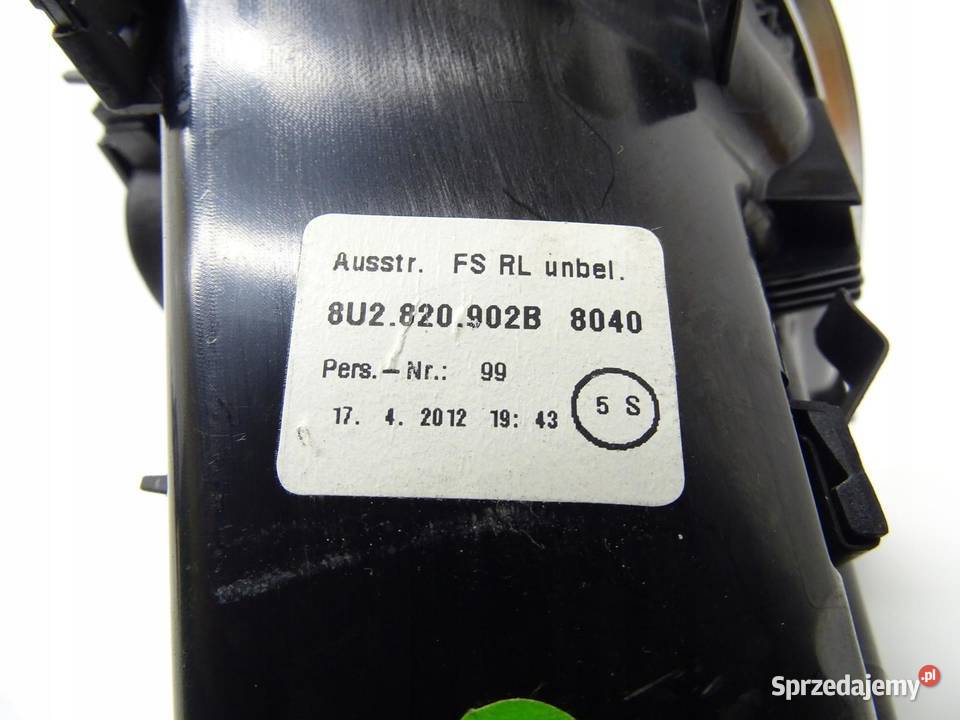 Ausstr. FS RL unbel.
8U2.820.902B 8040
Pers.-Nr.: 99
17. 4. 2012 19: 43
5 S
Sprzedajemy.pl